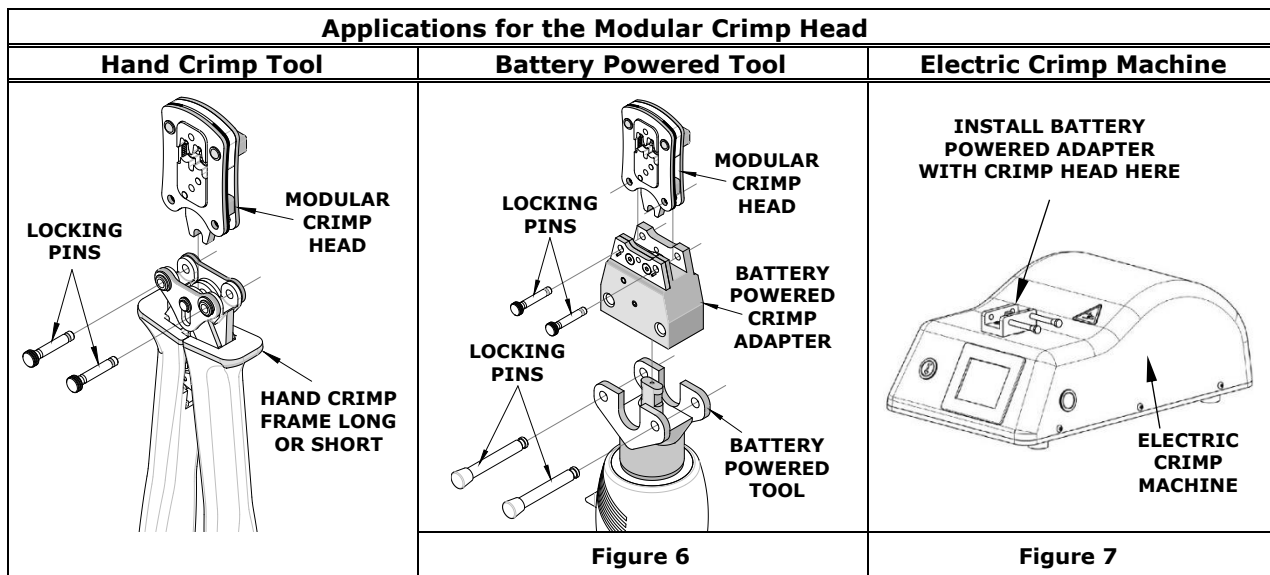 Applications for the Modular Crimp Head
Hand Crimp Tool
Battery Powered Tool
Electric Crimp Machine
MODULAR
CRIMP
HEAD
LOCKING
PINS
HAND CRIMP
FRAME LONG
OR SHORT
MODULAR
CRIMP
HEAD
LOCKING
PINS
BATTERY
POWERED
CRIMP
ADAPTER
LOCKING
PINS
BATTERY
POWERED
TOOL
INSTALL BATTERY
POWERED ADAPTER
WITH CRIMP HEAD HERE
ELECTRIC
CRIMP
MACHINE
Figure 6
Figure 7